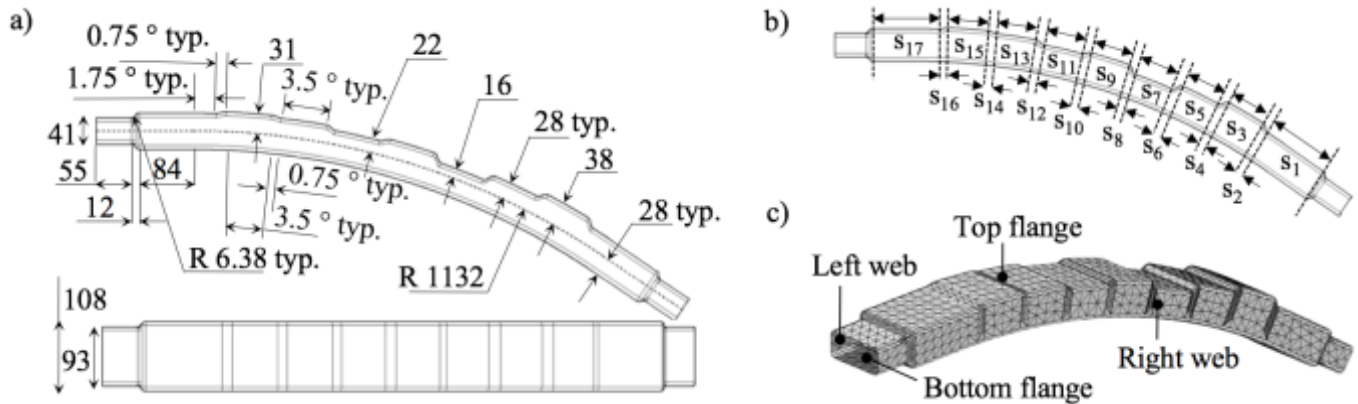 a)
0.75 ° typ.
1.75 ° typ.
31
3.5 ° typ.
22
16
28 typ.
38
41
55
84
12
0.75 ° typ.
3.5 ° typ.
28 typ.
R 6.38 typ.
R 1132
108
93
b)
S17
S15
S13
S11
S9
S7
S5
S3
S1
S16
S14
S12
S10
S8
S6
S4
S2
c)
Top flange
Left web
Right web
Bottom flange